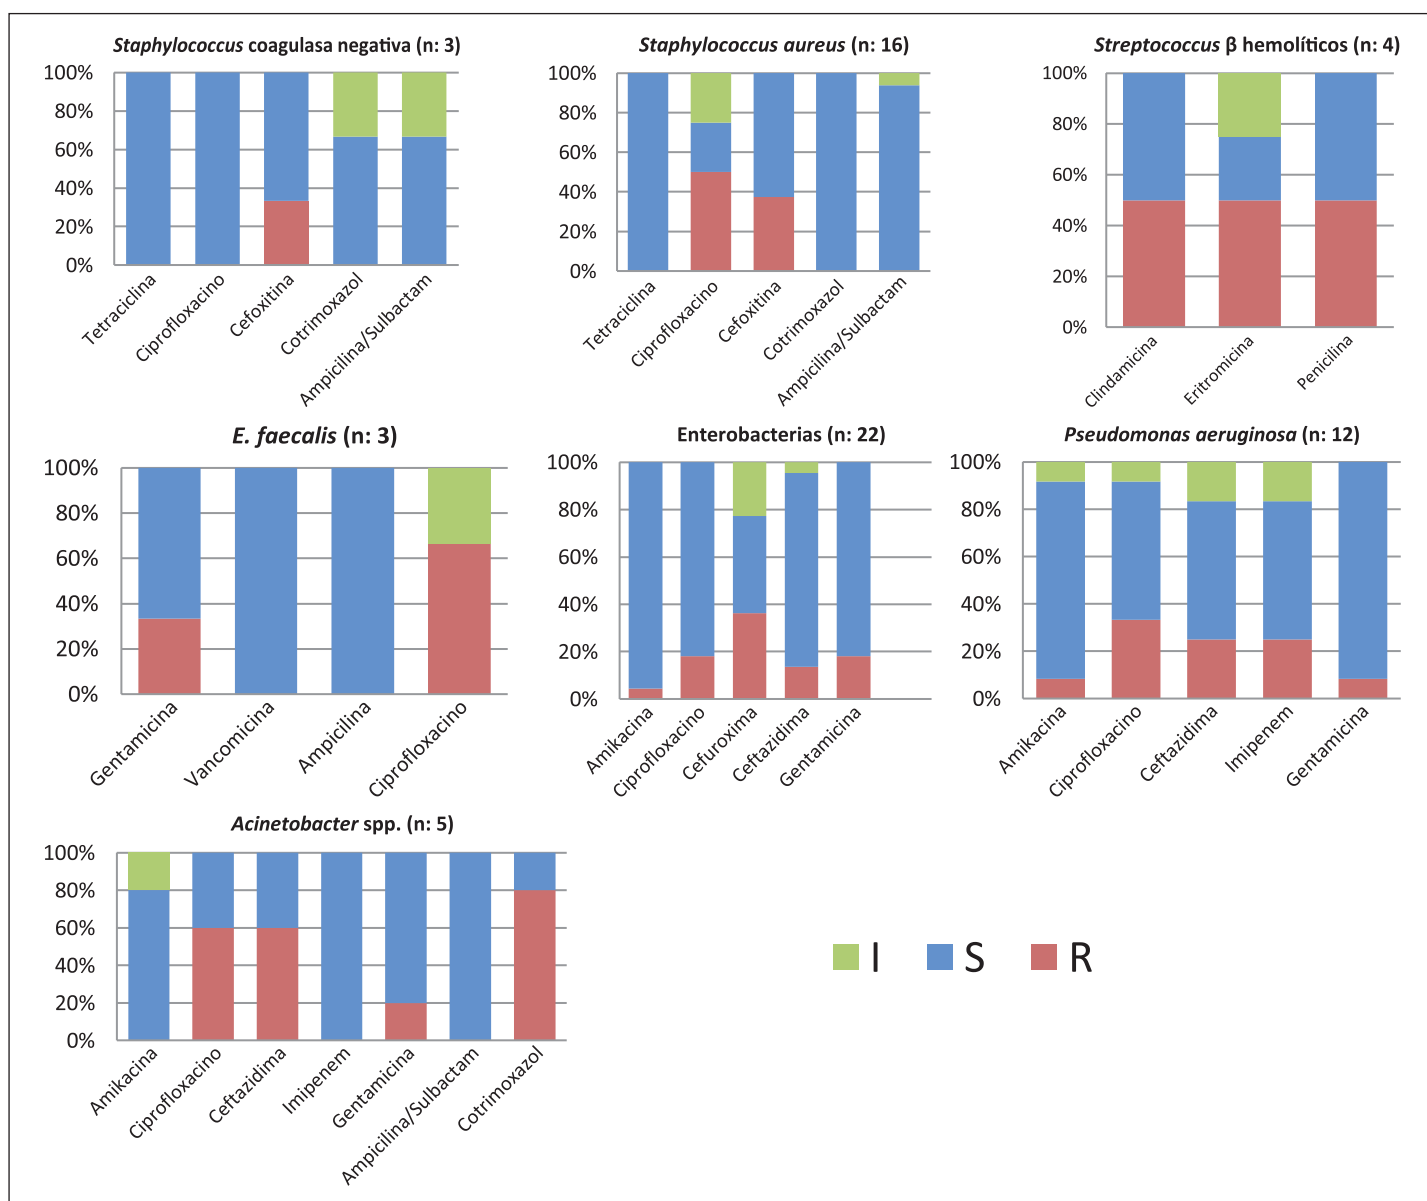 Staphylococcus coagulasa negativa (n: 3)
100%
80%
60%
40%
20%
0%
Tetraciclina
Ciprofloxacino
Cefoxitina
Cotrimoxazol
Ampicilina/Sulbactam
Staphylococcus aureus (n: 16)
100%
80%
60%
40%
20%
0%
Tetraciclina
Ciprofloxacino
Cefoxitina
Cotrimoxazol
Ampicilina/Sulbactam
Streptococcus β hemolíticos (n: 4)
100%
80%
60%
40%
20%
0%
Clindamicina
Eritromicina
Penicilina
E. faecalis (n: 3)
100%
80%
60%
40%
20%
0%
Gentamicina
Vancomicina
Ampicilina
Ciprofloxacino
Enterobacterias (n: 22)
100%
80%
60%
40%
20%
0%
Amikacina
Ciprofloxacino
Cefuroxima
Ceftazidima
Gentamicina
Pseudomonas aeruginosa (n: 12)
100%
80%
60%
40%
20%
0%
Amikacina
Ciprofloxacino
Ceftazidima
Imipenem
Gentamicina
Acinetobacter spp. (n: 5)
100%
80%
60%
40%
20%
0%
Amikacina
Ciprofloxacino
Ceftazidima
Imipenem
Gentamicina
Ampicilina/Sulbactam
Cotrimoxazol
I S R